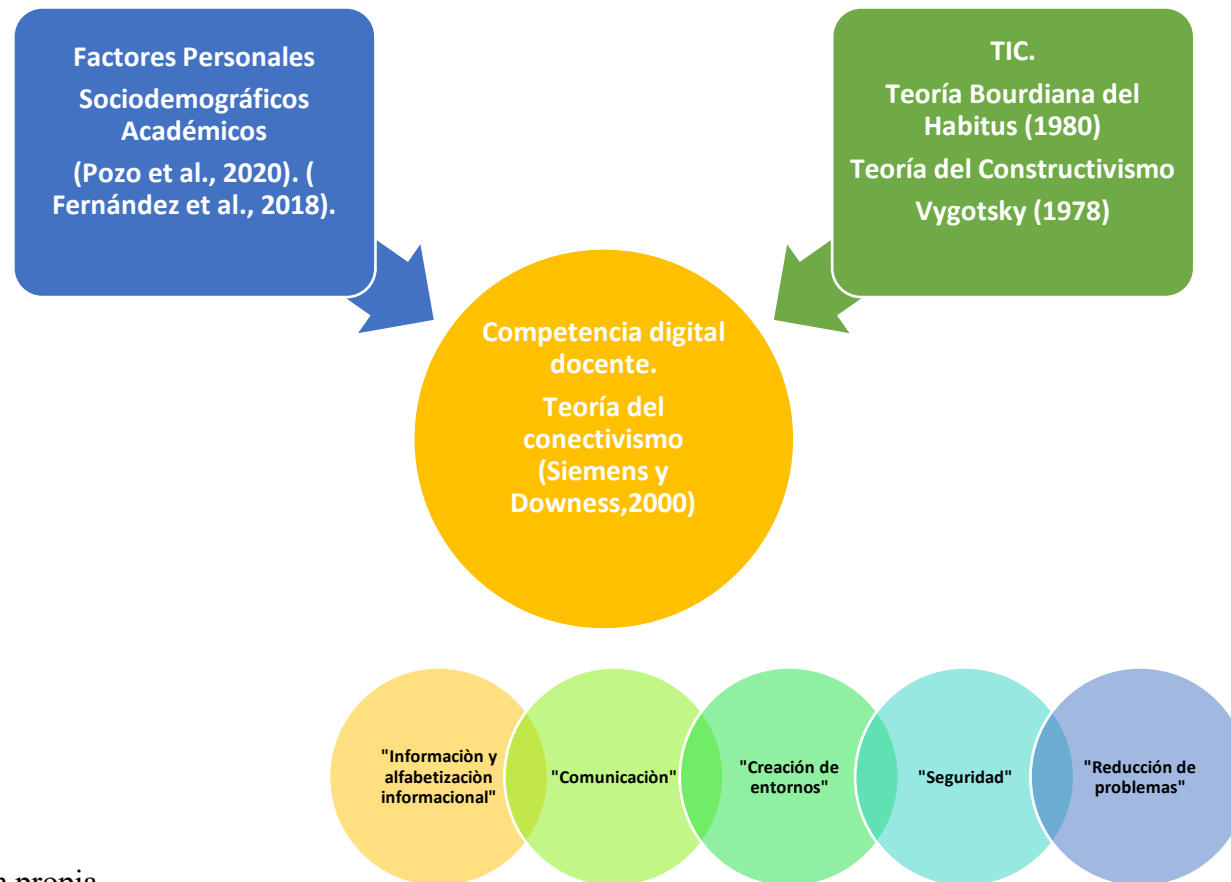 Factores Personales
Sociodemográficos
Académicos
(Pozo et al., 2020). (
Fernández et al., 2018).
TIC.
Teoría Bourdiana del
Habitus (1980)
Teoría del Constructivismo
Vygotsky (1978)
Competencia digital
docente.
Teoría del
conectivismo
(Siemens y
Downess,2000)
"Informaciòn y
alfabetizaciòn
informacional"
"Comunicaciòn"
"Creación de
entornos"
"Seguridad"
"Reducción de
problemas"
propia